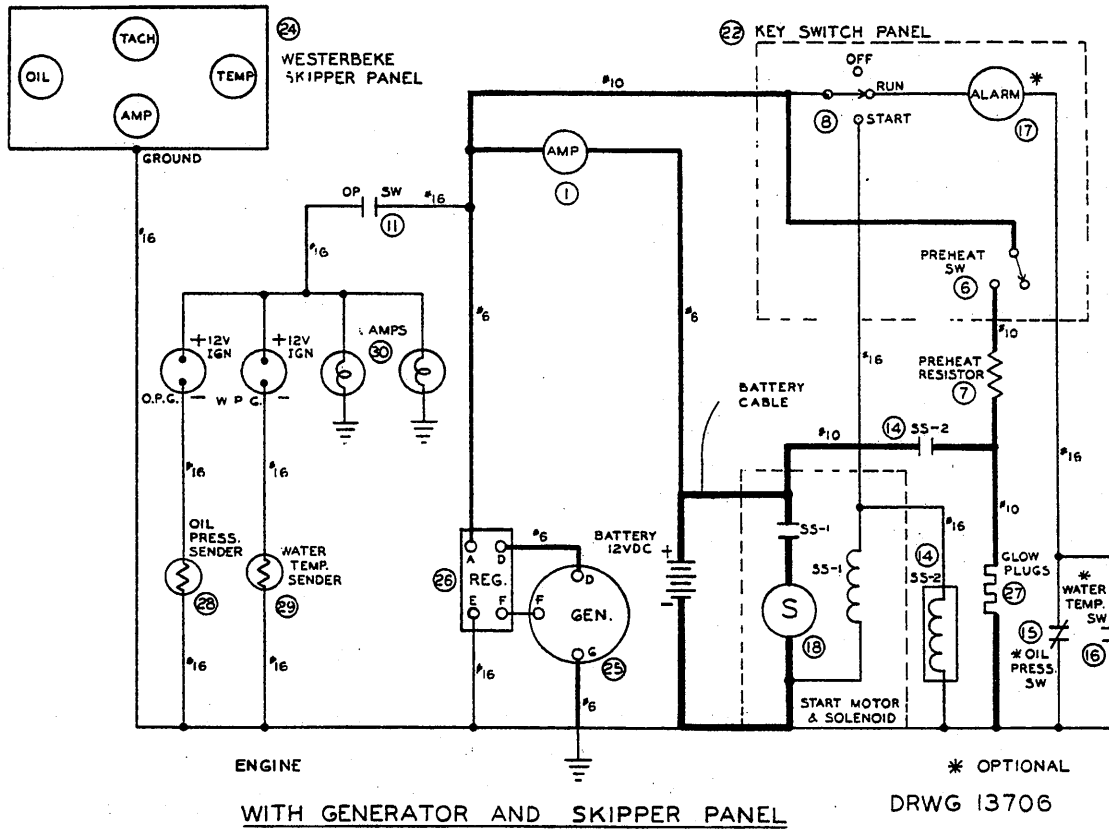 24
WESTERBEKE
SKIPPER PANEL
TACH
OIL
TEMP
AMP
GROUND
22 KEY SWITCH PANEL
OFF
RUN
START
8
ALARM
*
17
#10
AMP
1
OP. SW
#16
11
#16
#16
PREHEAT
SW
6
#10
#6
#6
#16
+12V
IGN
+12V
IGN
AMPS
30
O.P.G. -
W P G. -
PREHEAT
RESISTOR
7
BATTERY
CABLE
#10
14 SS-2
#16
#16
#16
#10
OIL
PRESS.
SENDER
28
WATER
TEMP.
SENDER
29
#16
#16
26
A D
REG.
E F
#6
D
F
GEN.
G
25
#16
#6
BATTERY +
12VDC
-
SS-1
SS-1
S
18
#16
14
SS-2
START MOTOR
& SOLENOID
GLOW
PLUGS
27
*
WATER
TEMP.
SW
16
15
* OIL
PRESS.
SW
ENGINE
* OPTIONAL
WITH GENERATOR AND SKIPPER PANEL
DRWG 13706